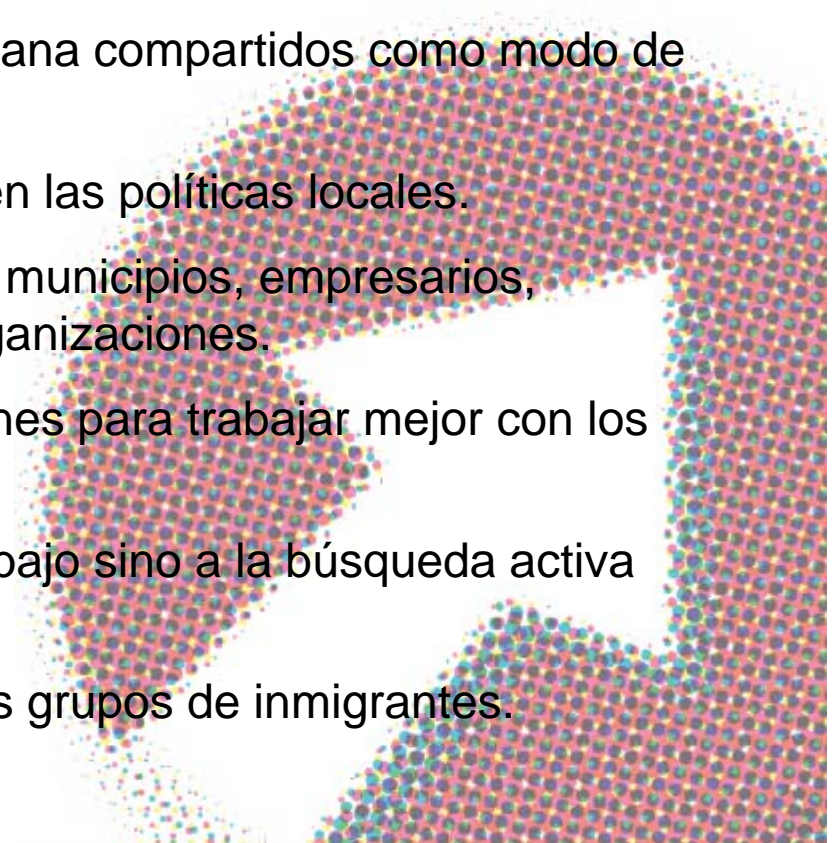 ana compartidos como modo de
en las políticas locales.
municipios, empresarios,
ganizaciones.
nes para trabajar mejor con los
bajo sino a la búsqueda activa
s grupos de inmigrantes.